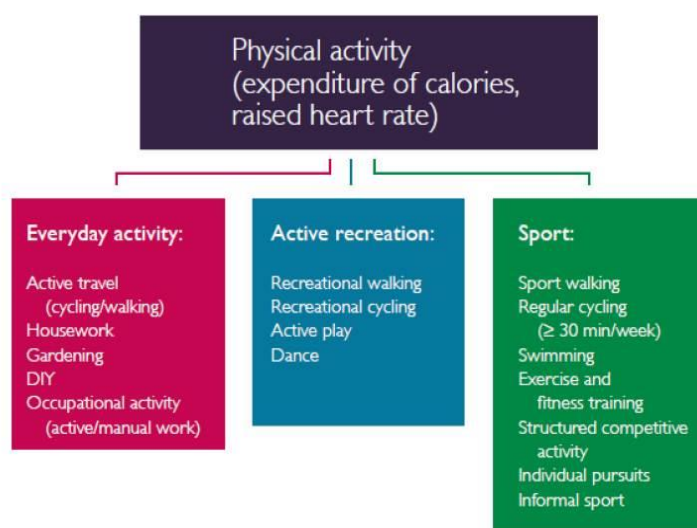 Physical activity
(expenditure of calories,
raised heart rate)
Everyday activity:
Active travel
(cycling/walking)
Housework
Gardening
DIY
Occupational activity
(active/manual work)
Active recreation:
Recreational walking
Recreational cycling
Active play
Dance
Sport:
Sport walking
Regular cycling
(≥ 30 min/week)
Swimming
Exercise and
fitness training
Structured competitive
activity
Individual pursuits
Informal sport